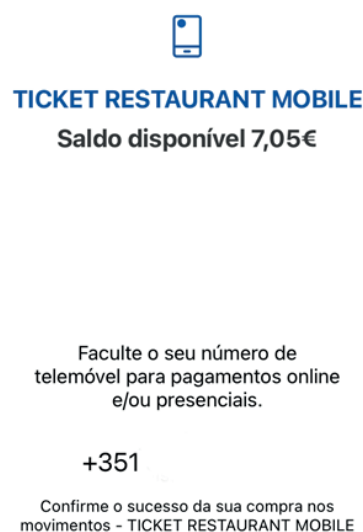 TICKET RESTAURANT MOBILE
Saldo disponível 7,05€
Faculte o seu número de
telemóvel para pagamentos online
e/ou presenciais.
+351
Confirme o sucesso da sua compra nos
movimentos - TICKET RESTAURANT MOBILE